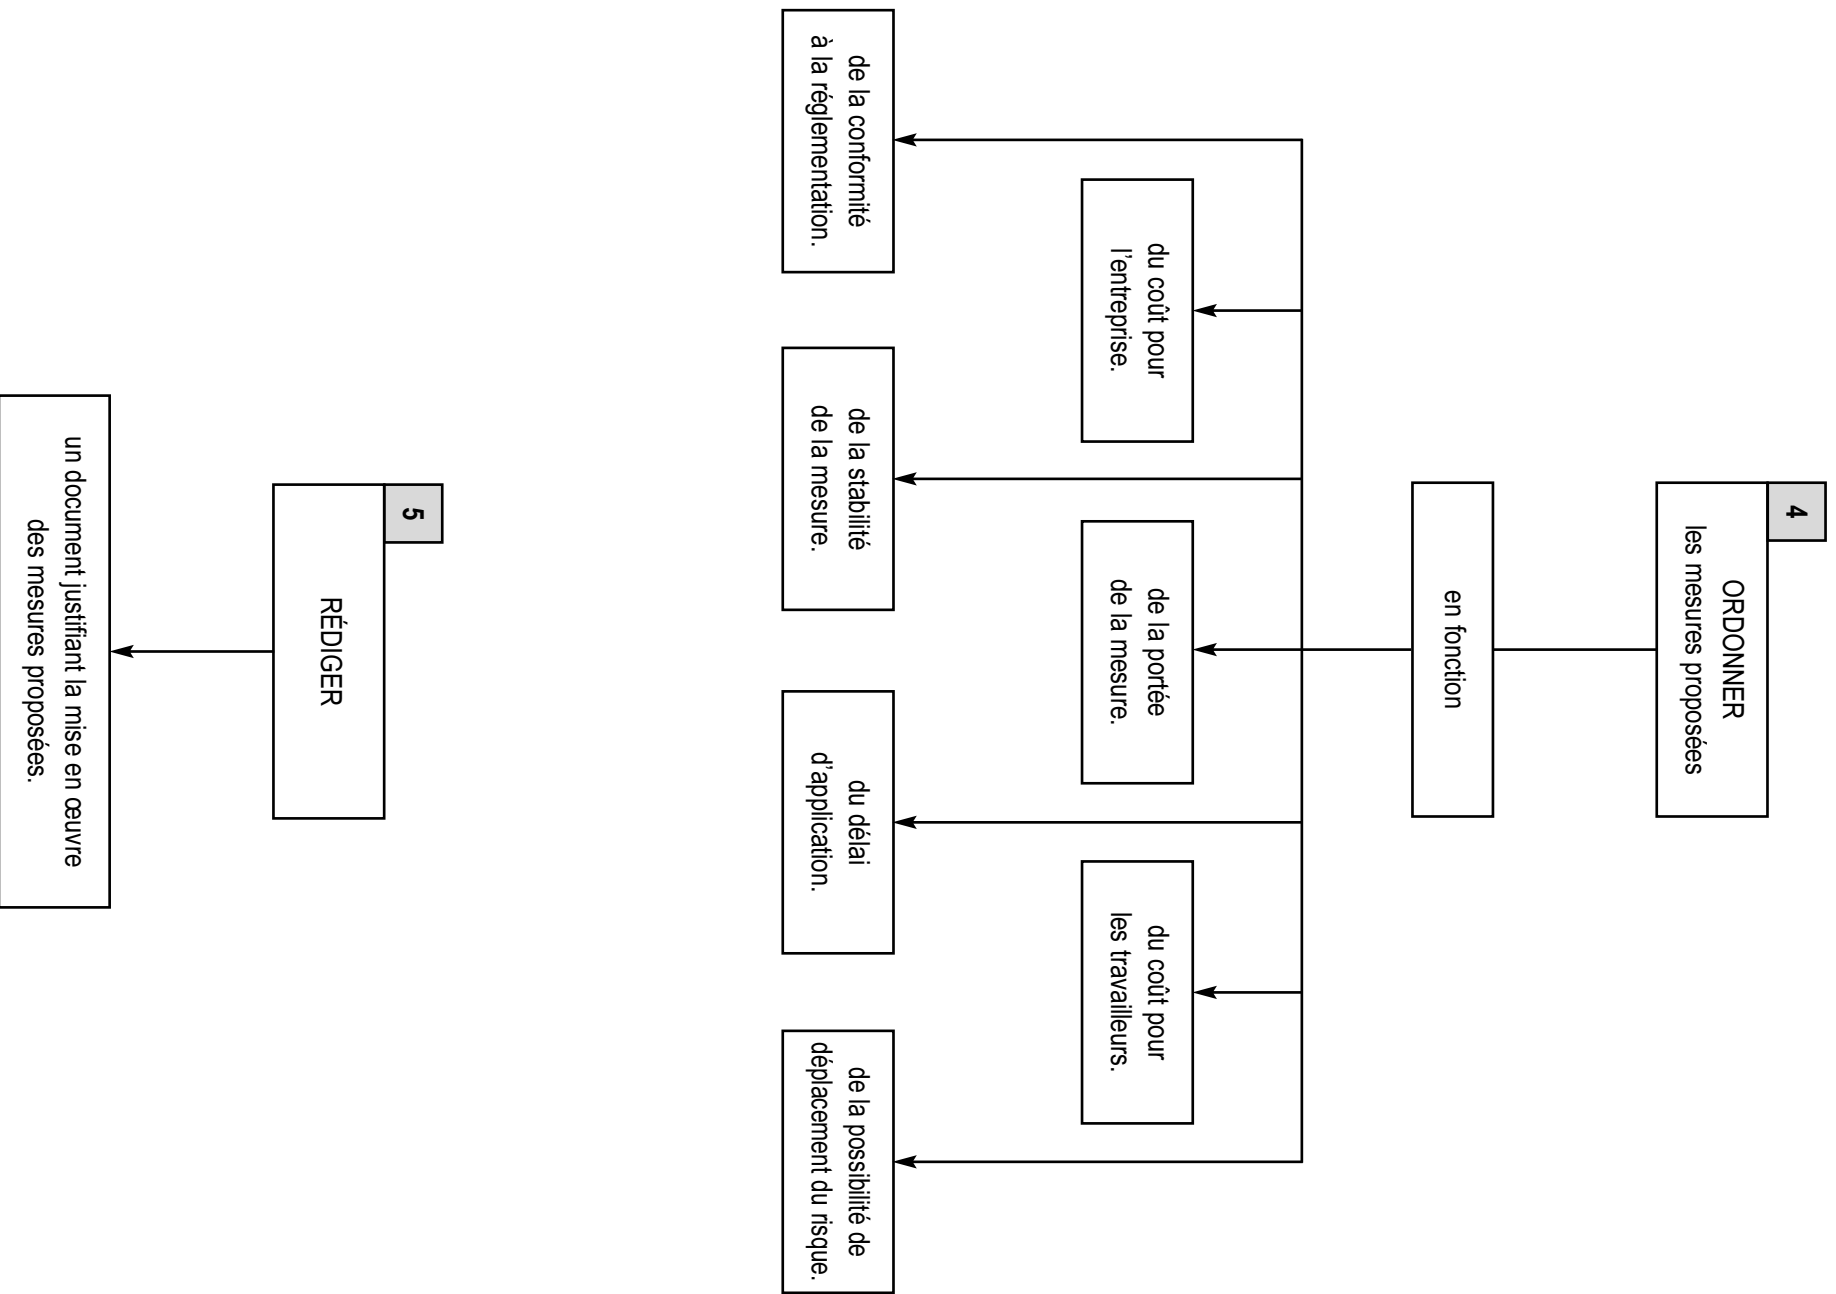 4
ORDONNER
les mesures proposées
en fonction
du coût pour
l'entreprise.
de la portée
de la mesure.
du coût pour
les travailleurs.
de la conformité
à la réglementation.
de la stabilité
de la mesure.
du délai
d'application.
de la possibilité de
déplacement du risque.
5
RÉDIGER
un document justifiant la mise en œuvre
des mesures proposées.